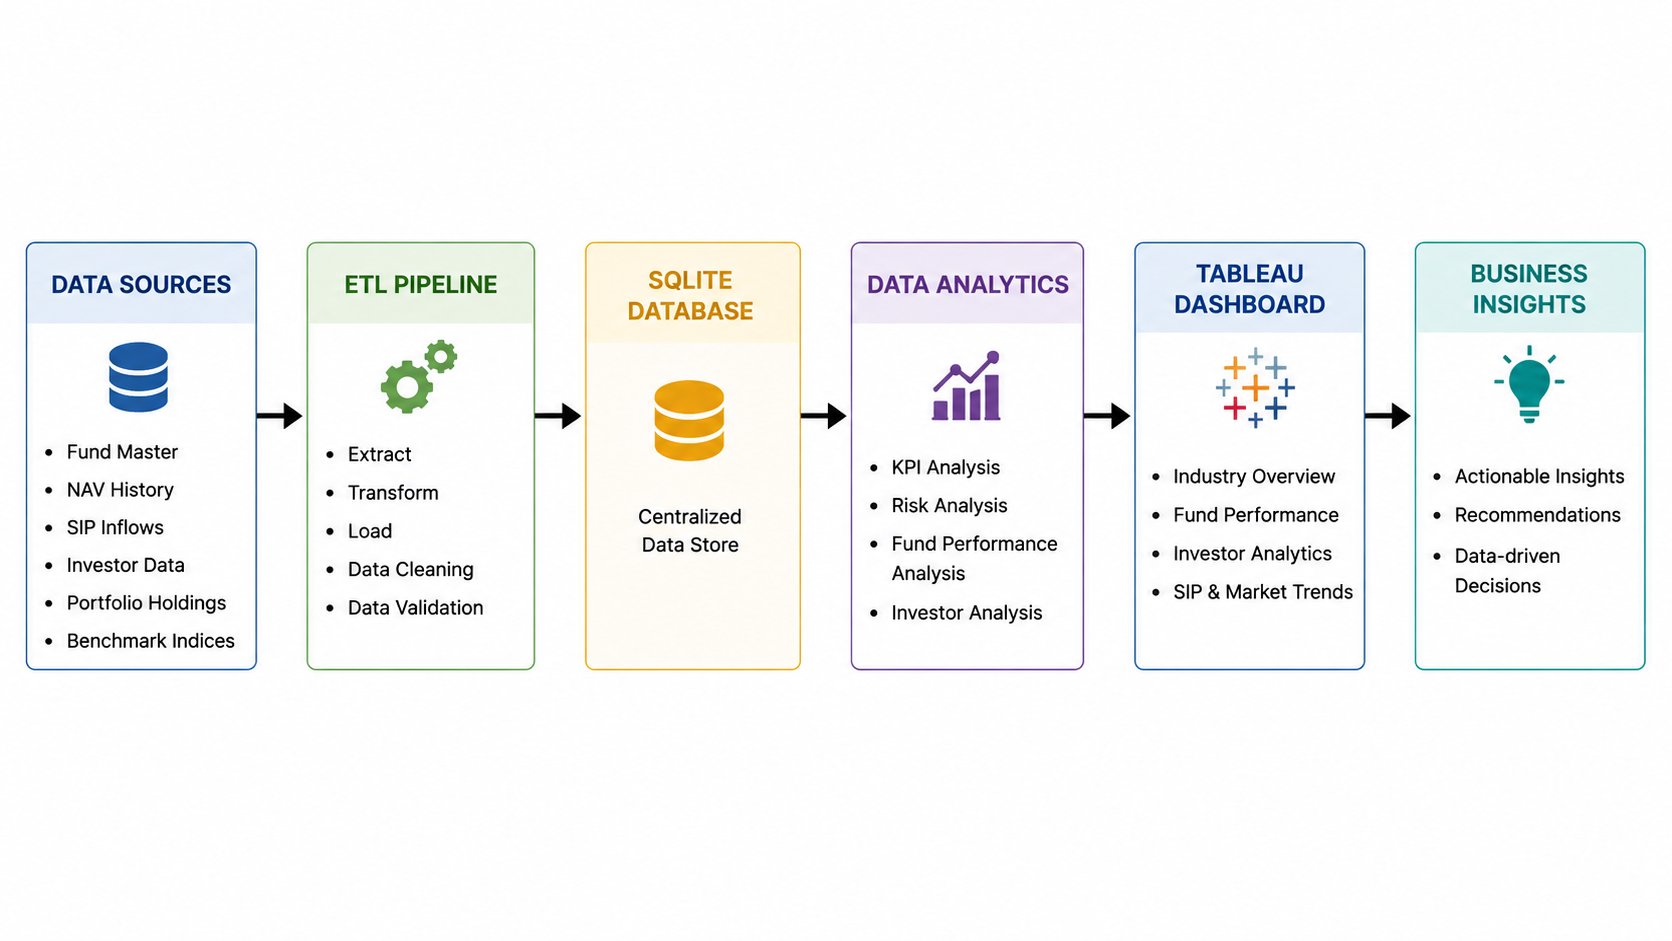 DATA SOURCES
• Fund Master
• NAV History
• SIP Inflows
• Investor Data
• Portfolio Holdings
• Benchmark Indices
ETL PIPELINE
• Extract
• Transform
• Load
• Data Cleaning
• Data Validation
SQLITE
DATABASE
Centralized
Data Store
DATA ANALYTICS
• KPI Analysis
• Risk Analysis
• Fund Performance
Analysis
• Investor Analysis
TABLEAU
DASHBOARD
• Industry Overview
• Fund Performance
• Investor Analytics
• SIP & Market Trends
BUSINESS
INSIGHTS
• Actionable Insights
• Recommendations
• Data-driven
Decisions